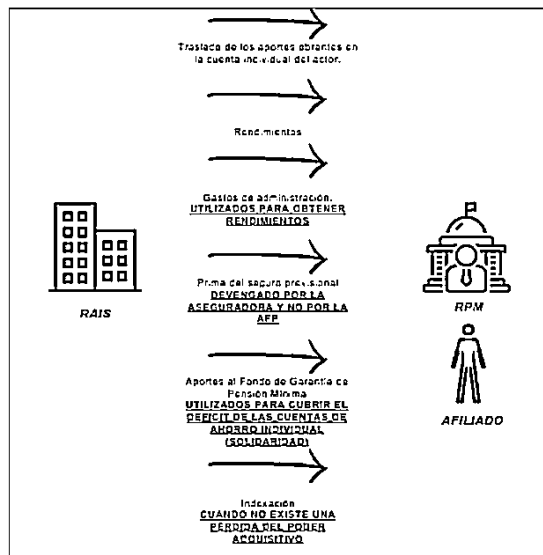 Traslado de los aportes obrantes en
la cuenta individual del actor.
Rendimientos
Gastos de administración.
UTILIZADOS PARA OBTENER
RENDIMIENTOS
RAIS
Prima del seguro previsional
DEVENGADO POR LA
ASEGURADORA Y NO POR LA
AFP
RPM
Aportes al Fondo de Garantía de
Pensión Mínima
UTILIZADOS PARA CUBRIR EL
DEFICIT DE LAS CUENTAS DE
AHORRO INDIVIDUAL
(SOLIDARIDAD)
AFILIADO
Indexación
CUANDO NO EXISTE UNA
PÉRDIDA DEL PODER
ACQUISITIVO